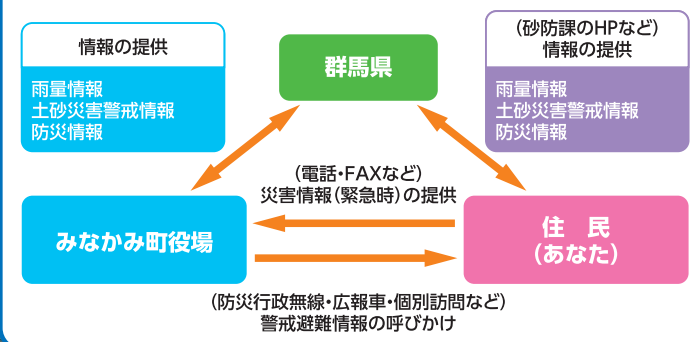 情報の提供
雨量情報
土砂災害警戒情報
防災情報
群馬県
(砂防課のHPなど)
情報の提供
雨量情報
土砂災害警戒情報
防災情報
(電話・FAXなど)
災害情報(緊急時)の提供
みなかみ町役場
住　民
(あなた)
(防災行政無線・広報車・個別訪問など)
警戒避難情報の呼びかけ